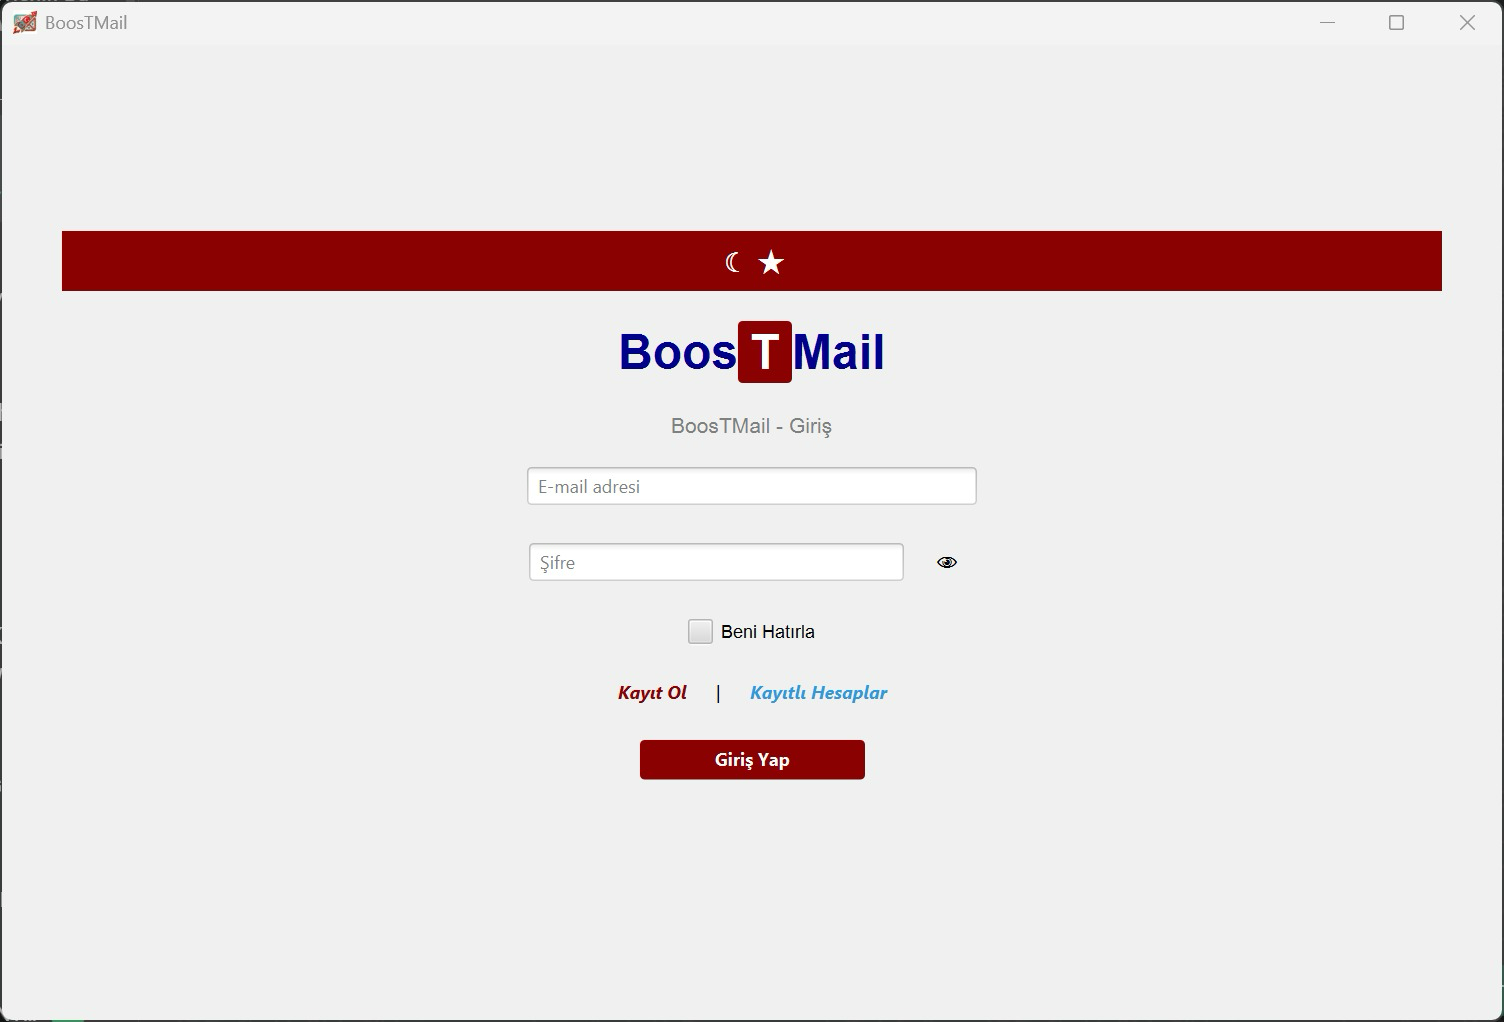 BoosTMail
☾ ★
BoosTMail
BoosTMail - Giriş
E-mail adresi
Şifre
Beni Hatırla
Kayıt Ol | Kayıtlı Hesaplar
Giriş Yap